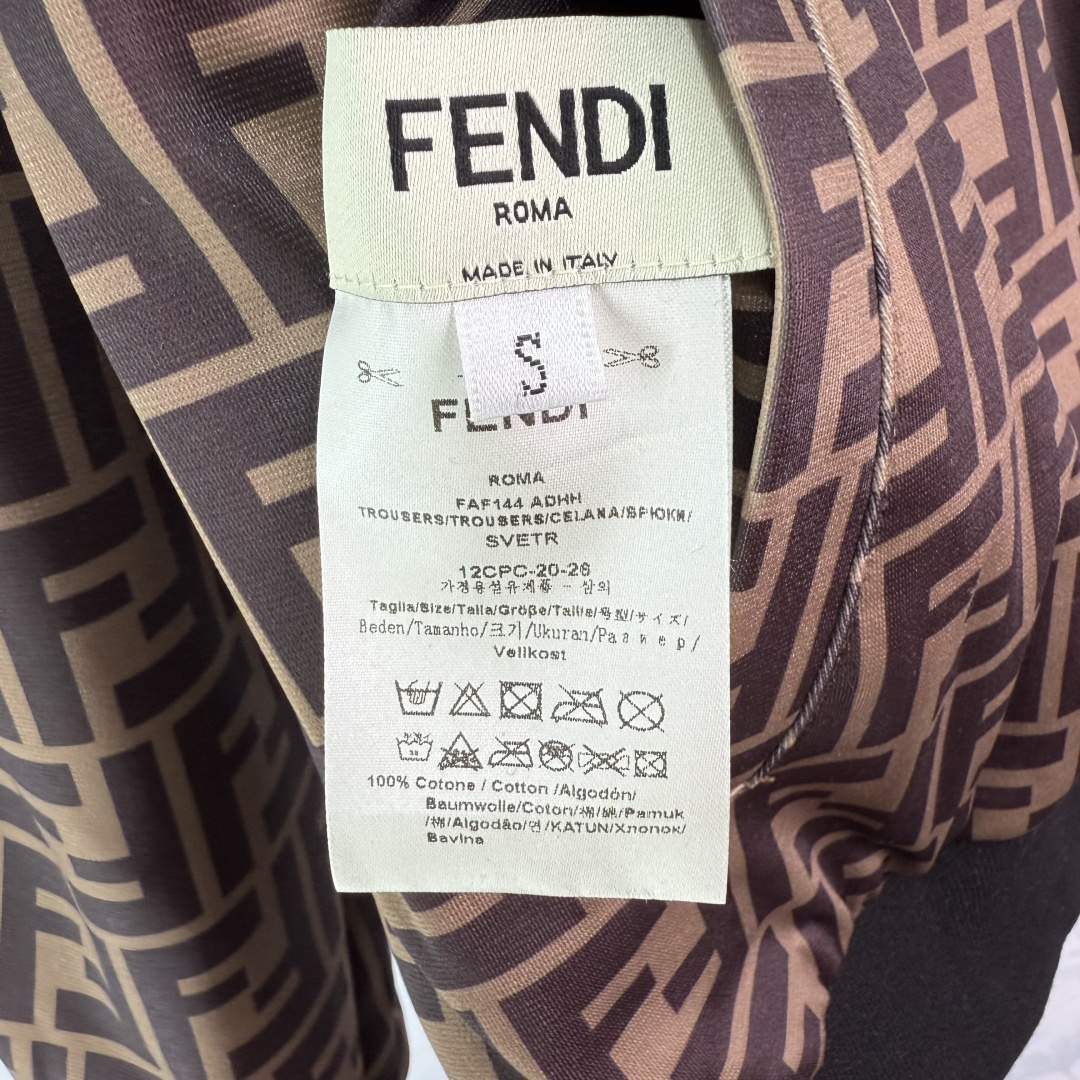 FENDI
ROMA
MADE IN ITALY
S
FENDI
ROMA
FAF144 ADHH
TROUSERS/TROUSERS/CELANA/БРЮКИ/
SVETR
12CPC-20-26
가정용섬유제품 - 상의
Taglia/Size/Talla/Größe/Taille/号型/サイズ/
Beden/Tamanho/크기/Ukuran/Размер/
Velikost
30
100% Cotone / Cotton /Algodón/
Baumwolle/Coton/棉/綿/Pamuk
/棉/Algodão/면/KATUN/Хлопок/
Bavlna